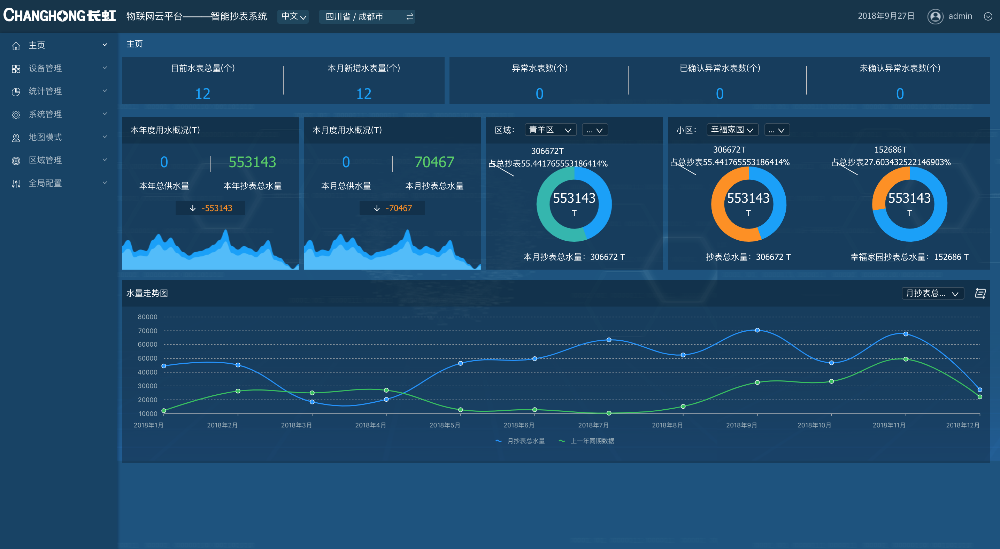 CHANGHONG长虹 物联网云平台———智能抄表系统 中文 四川省 / 成都市 2018年9月27日 admin
主页
设备管理
统计管理
系统管理
地图模式
区域管理
全局配置
主页
目前水表总量(个) 本月新增水表量(个) 异常水表数(个) 已确认异常水表数(个) 未确认异常水表数(个)
12 12 0 0 0
本年度用水概况(T)
0 553143
本年总供水量 本年抄表总水量
-553143
本月度用水概况(T)
0 70467
本月总供水量 本月抄表总水量
-70467
区域： 青羊区 ...
306672T
占总抄表55.441765553186414%
553143
T
本月抄表总水量：306672 T
小区： 幸福家园 ...
306672T
占总抄表55.441765553186414%
553143
T
抄表总水量：306672 T
152686T
占总抄表27.603432522146903%
553143
T
幸福家园抄表总水量：152686 T
水量走势图 月抄表总...
80000
70000
60000
50000
40000
30000
20000
10000
2018年1月 2018年2月 2018年3月 2018年4月 2018年5月 2018年6月 2018年7月 2018年8月 2018年9月 2018年10月 2018年11月 2018年12月
月抄表总水量 上一年同期数据